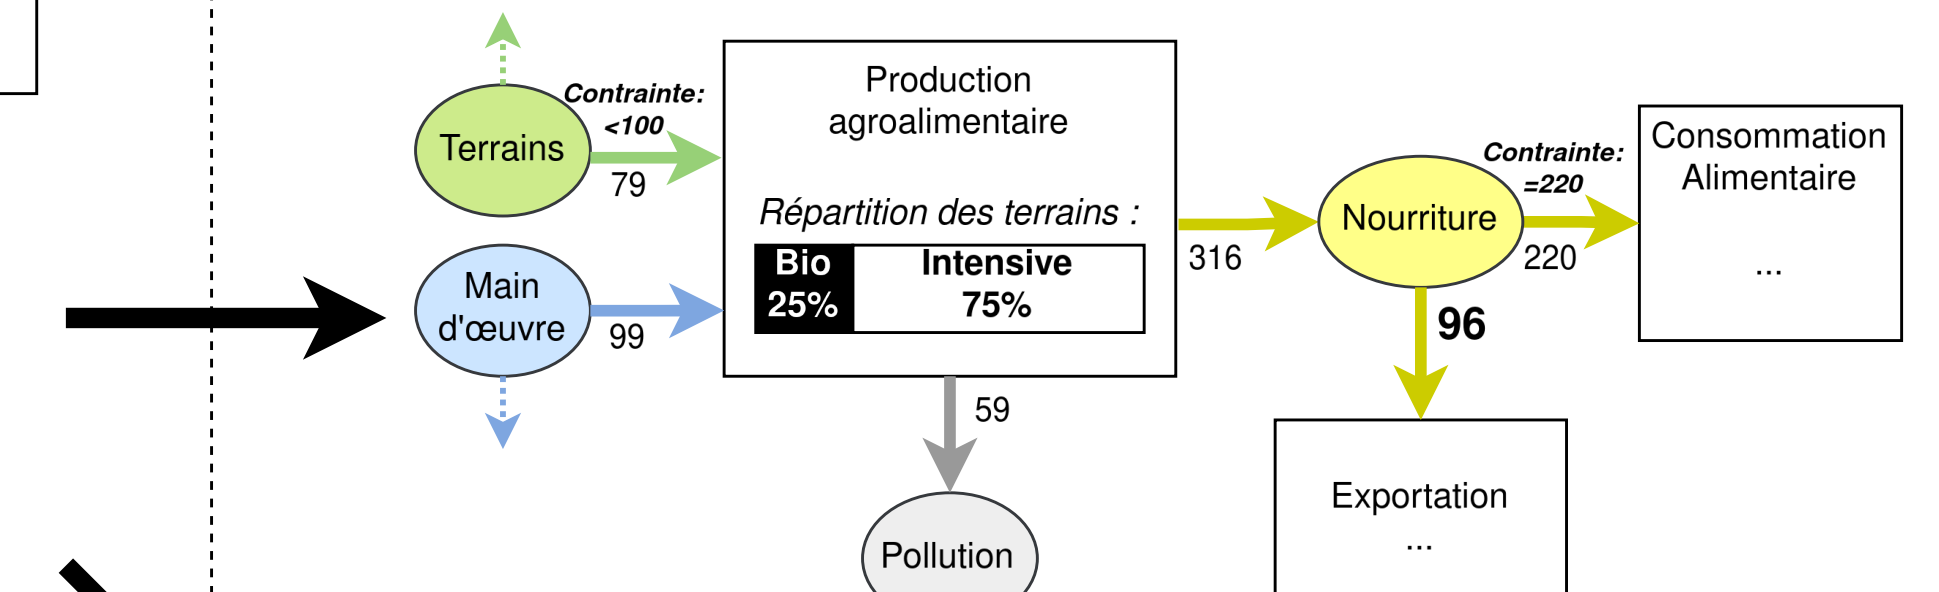 Contrainte:
<100
Terrains
79
Main
d'œuvre
99
Production
agroalimentaire
Répartition des terrains :
Bio
25%
Intensive
75%
59
Pollution
316
Nourriture
Contrainte:
=220
220
96
Consommation
Alimentaire
...
Exportation
...